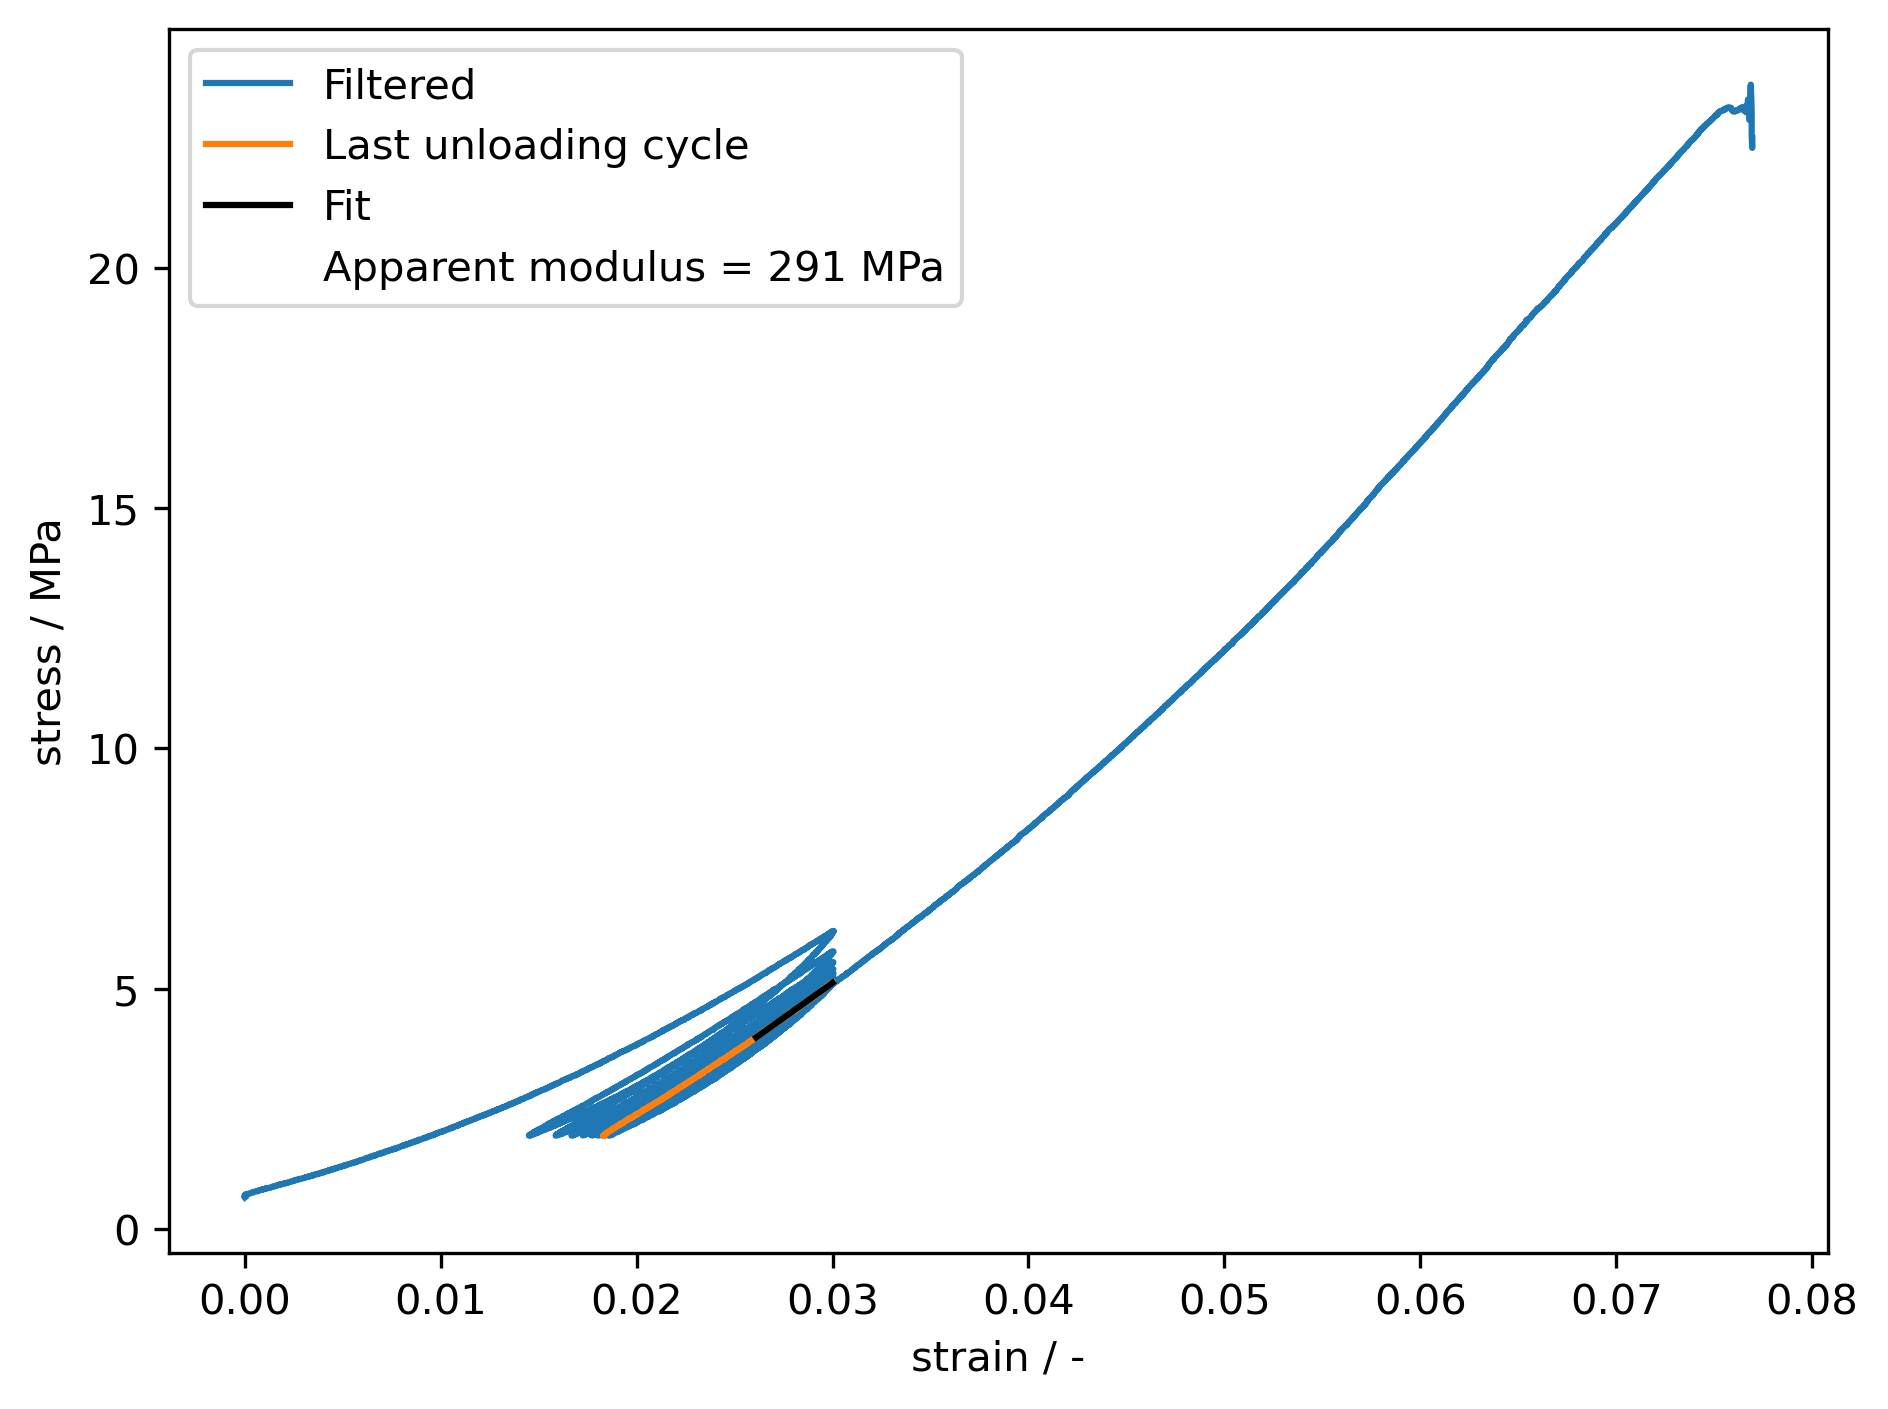 Filtered
Last unloading cycle
Fit
Apparent modulus = 291 MPa
20
15
10
5
0
stress / MPa
0.00 0.01 0.02 0.03 0.04 0.05 0.06 0.07 0.08
strain / -